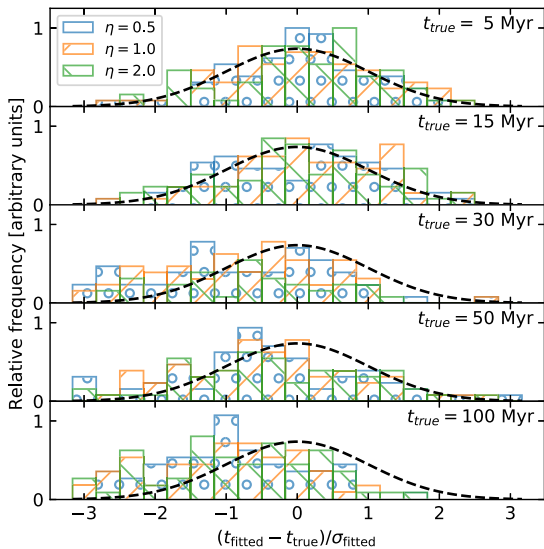 1
0
η = 0.5
η = 1.0
η = 2.0
t_true = 5 Myr
1
0
t_true = 15 Myr
1
0
t_true = 30 Myr
1
0
t_true = 50 Myr
1
0
t_true = 100 Myr
−3 −2 −1 0 1 2 3
(t_fitted − t_true)/σ_fitted
Relative frequency [arbitrary units]